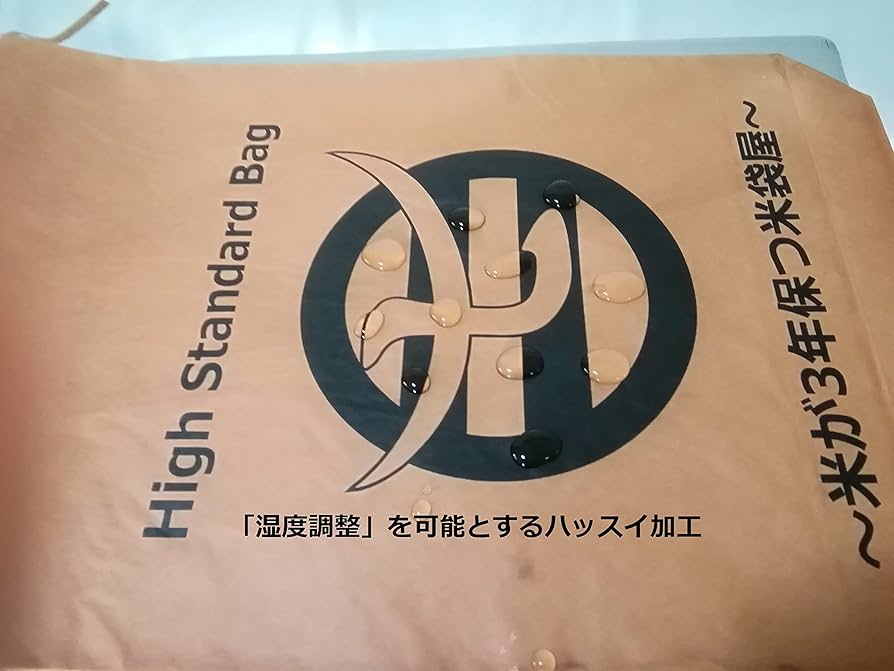 High Standard Bag
～米が3年保つ米袋屋～
「湿度調整」を可能とするハッスイ加工